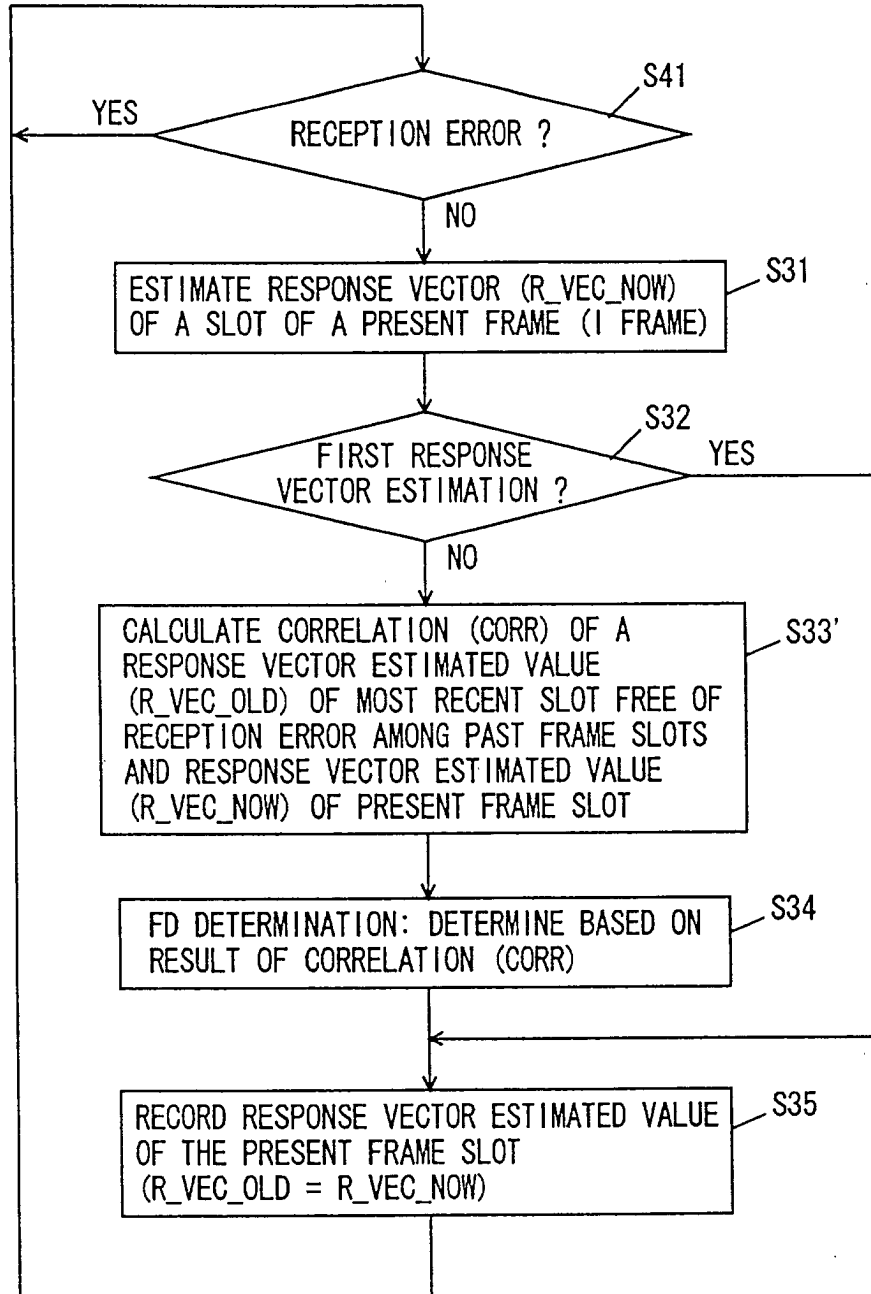 S41
YES
RECEPTION ERROR ?
NO
S31
ESTIMATE RESPONSE VECTOR (R_VEC_NOW)
OF A SLOT OF A PRESENT FRAME (I FRAME)
S32
FIRST RESPONSE
VECTOR ESTIMATION ?
YES
NO
S33'
CALCULATE CORRELATION (CORR) OF A
RESPONSE VECTOR ESTIMATED VALUE
(R_VEC_OLD) OF MOST RECENT SLOT FREE OF
RECEPTION ERROR AMONG PAST FRAME SLOTS
AND RESPONSE VECTOR ESTIMATED VALUE
(R_VEC_NOW) OF PRESENT FRAME SLOT
S34
FD DETERMINATION: DETERMINE BASED ON
RESULT OF CORRELATION (CORR)
S35
RECORD RESPONSE VECTOR ESTIMATED VALUE
OF THE PRESENT FRAME SLOT
(R_VEC_OLD = R_VEC_NOW)